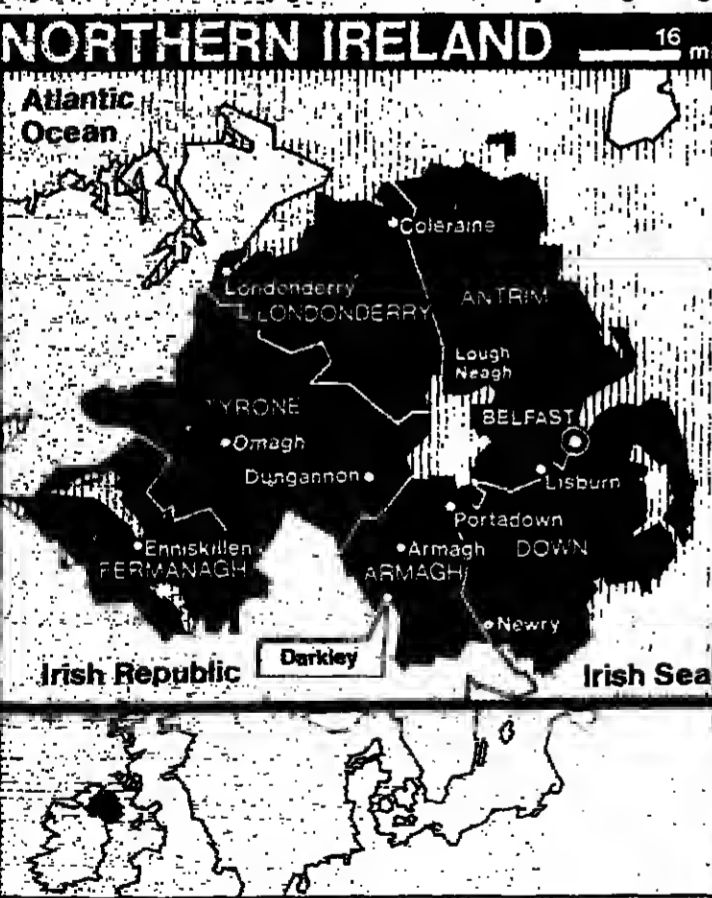 NORTHERN IRELAND
16
m
Atlantic
Ocean
Coleraine
Londonderry
LONDONDERRY
ANTRIM
Lough
Neagh
TYRONE
BELFAST
Omagh
Dungannon
Lisburn
Portadown
Enniskillen
Armagh
DOWN
FERMANAGH
ARMAGH
Newry
Darkley
Irish Republic
Irish Sea